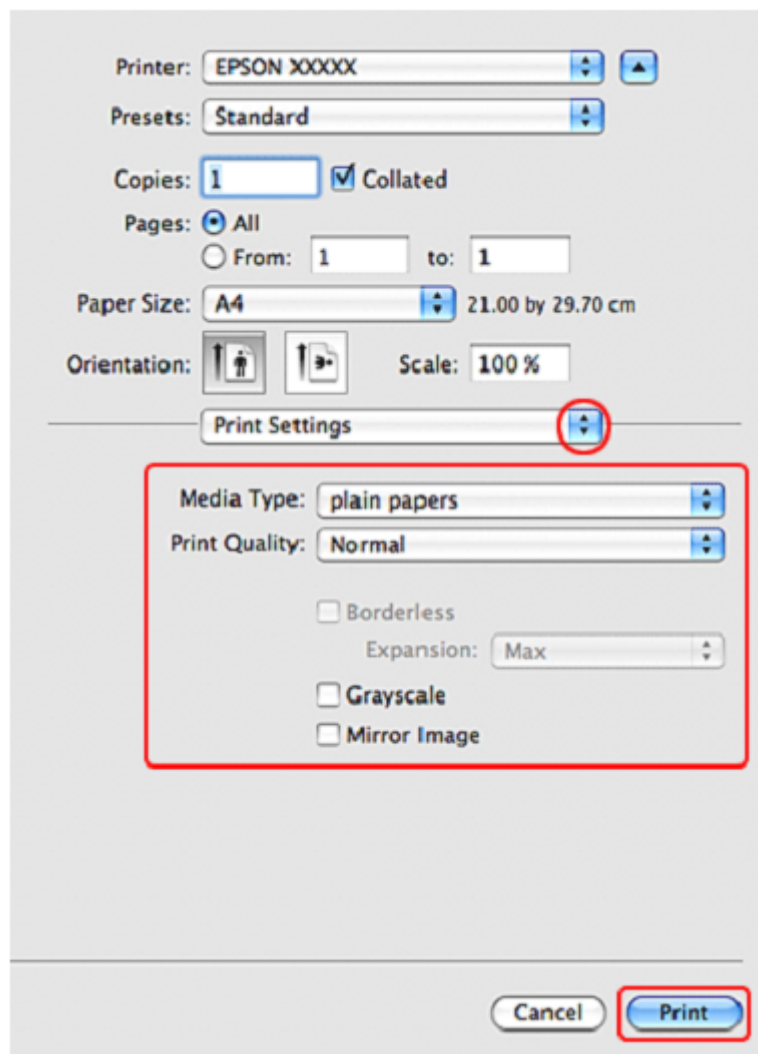 Printer: EPSON XXXXX
Presets: Standard
Copies: 1 Collated
Pages: All
From: 1 to: 1
Paper Size: A4 21.00 by 29.70 cm
Orientation: Scale: 100 %
Print Settings
Media Type: plain papers
Print Quality: Normal
Borderless
Expansion: Max
Grayscale
Mirror Image
Cancel Print